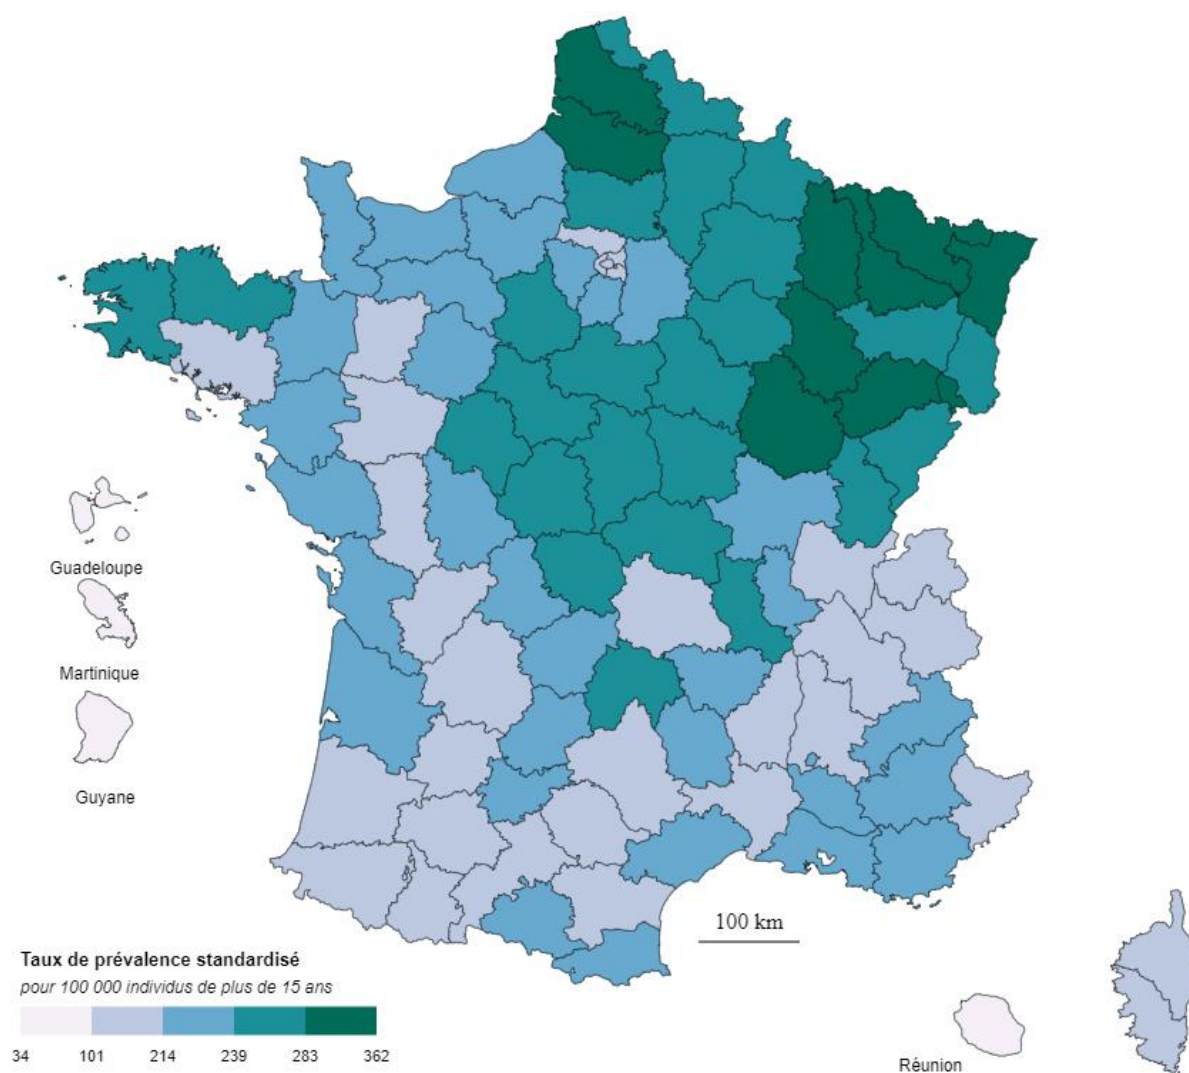 Guadeloupe
Martinique
Guyane
100 km
Taux de prévalence standardisé
pour 100 000 individus de plus de 15 ans
34 101 214 239 283 362
Réunion